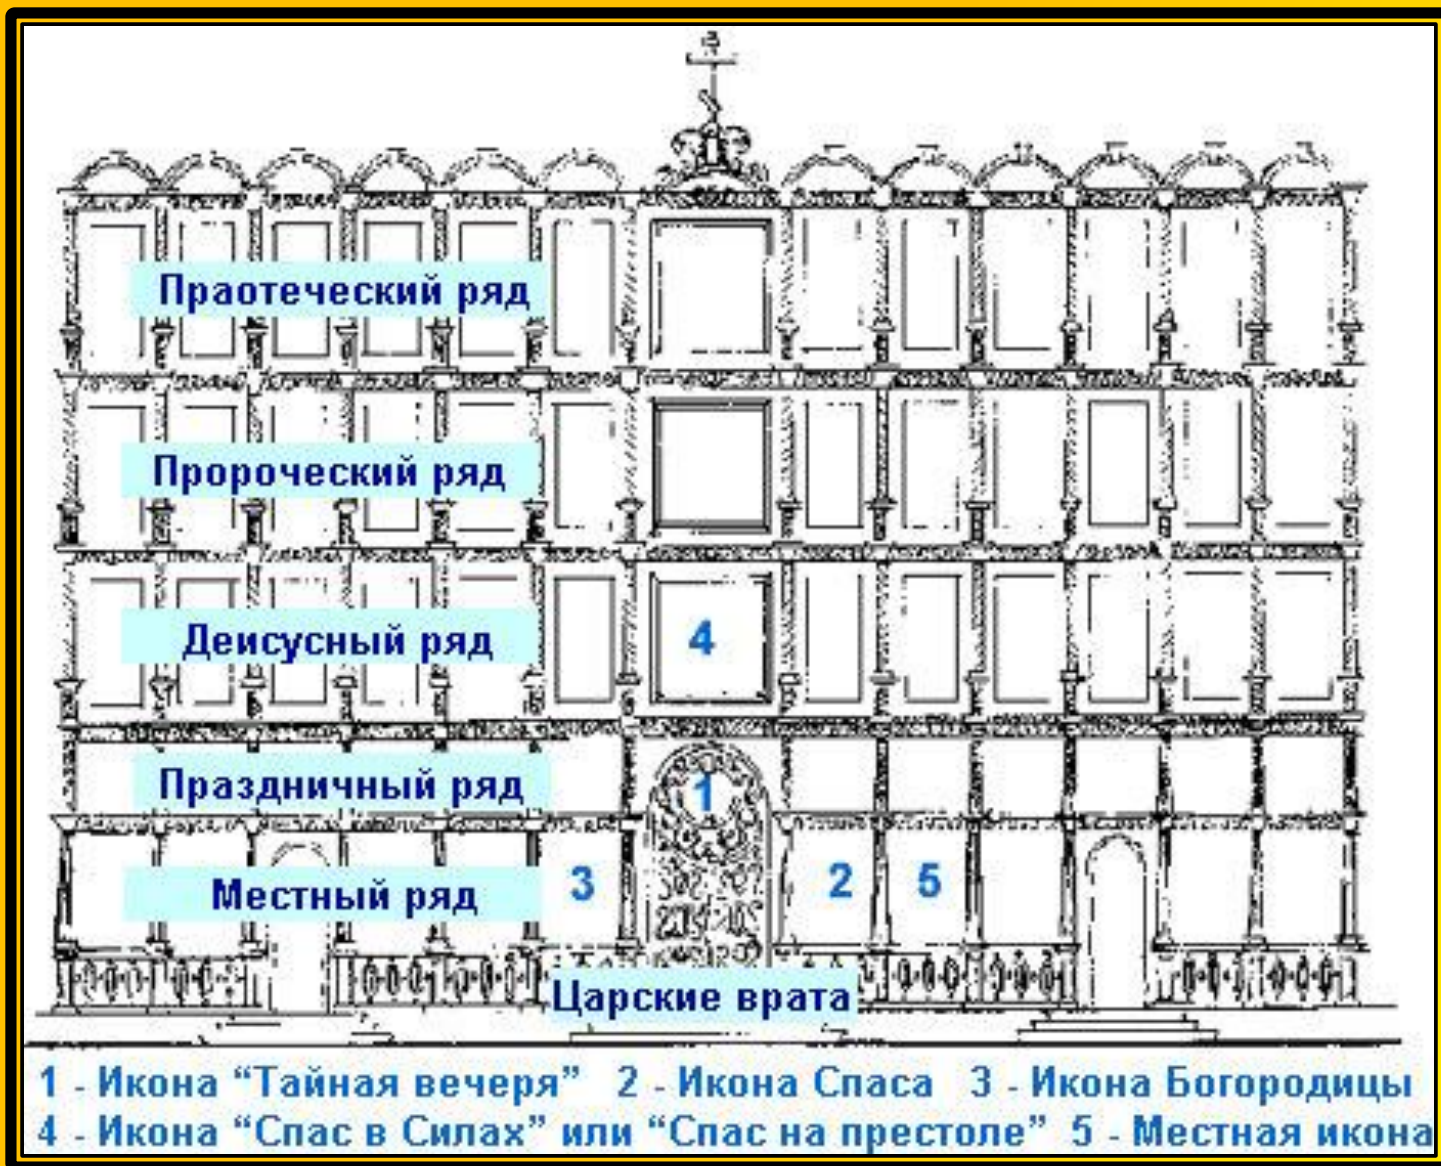 Праотеческий ряд
Пророческий ряд
Деисусный ряд
4
Праздничный ряд
1
Местный ряд
3
2
5
Царские врата
1 - Икона “Тайная вечеря” 2 - Икона Спаса 3 - Икона Богородицы
4 - Икона “Спас в Силах” или “Спас на престоле” 5 - Местная икона